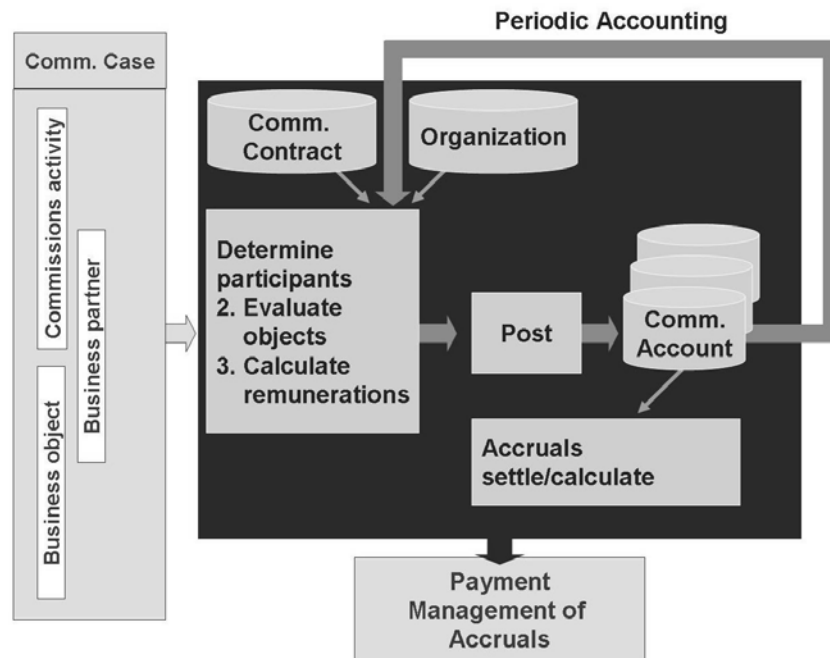 Periodic Accounting
Comm. Case
Commissions activity
Business partner
Business object
Comm.
Contract
Organization
Determine
participants
2. Evaluate
objects
3. Calculate
remunerations
Post
Comm.
Account
Accruals
settle/calculate
Payment
Management of
Accruals